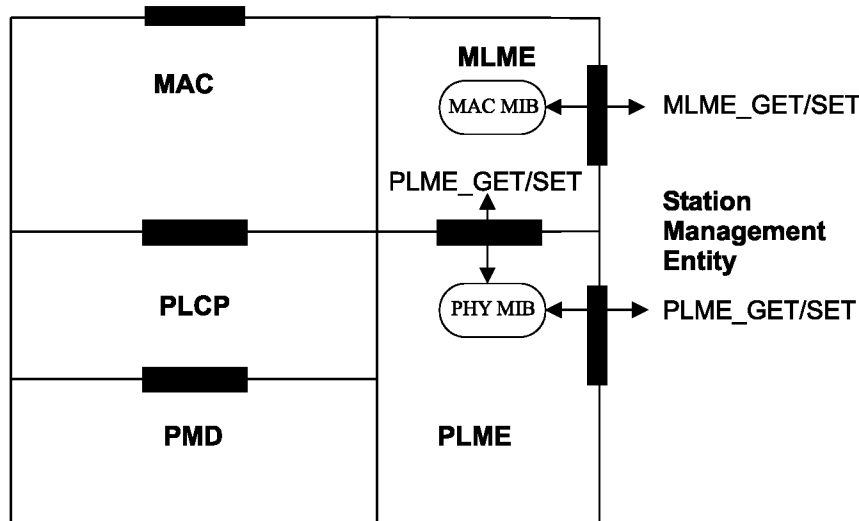 MAC
MLME
MAC MIB
MLME_GET/SET
PLME_GET/SET
Station
Management
Entity
PLCP
PHY MIB
PLME_GET/SET
PMD
PLME